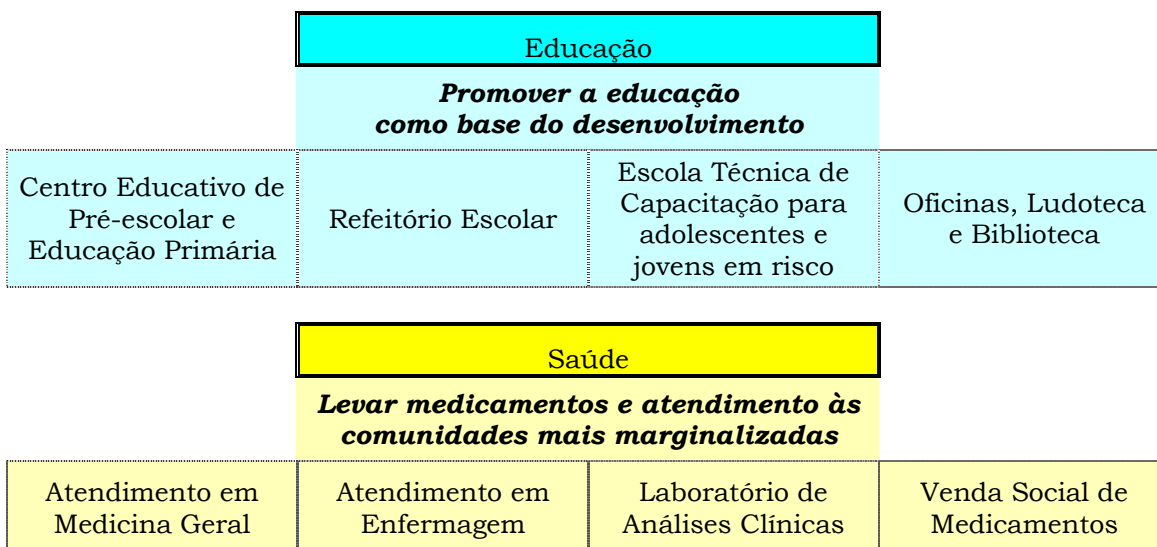 Educação
Promover a educação
como base do desenvolvimento
Centro Educativo de
Pré-escolar e
Educação Primária
Refeitório Escolar
Escola Técnica de
Capacitação para
adolescentes e
jovens em risco
Oficinas, Ludoteca
e Biblioteca
Saúde
Levar medicamentos e atendimento às
comunidades mais marginalizadas
Atendimento em
Medicina Geral
Atendimento em
Enfermagem
Laboratório de
Análises Clínicas
Venda Social de
Medicamentos